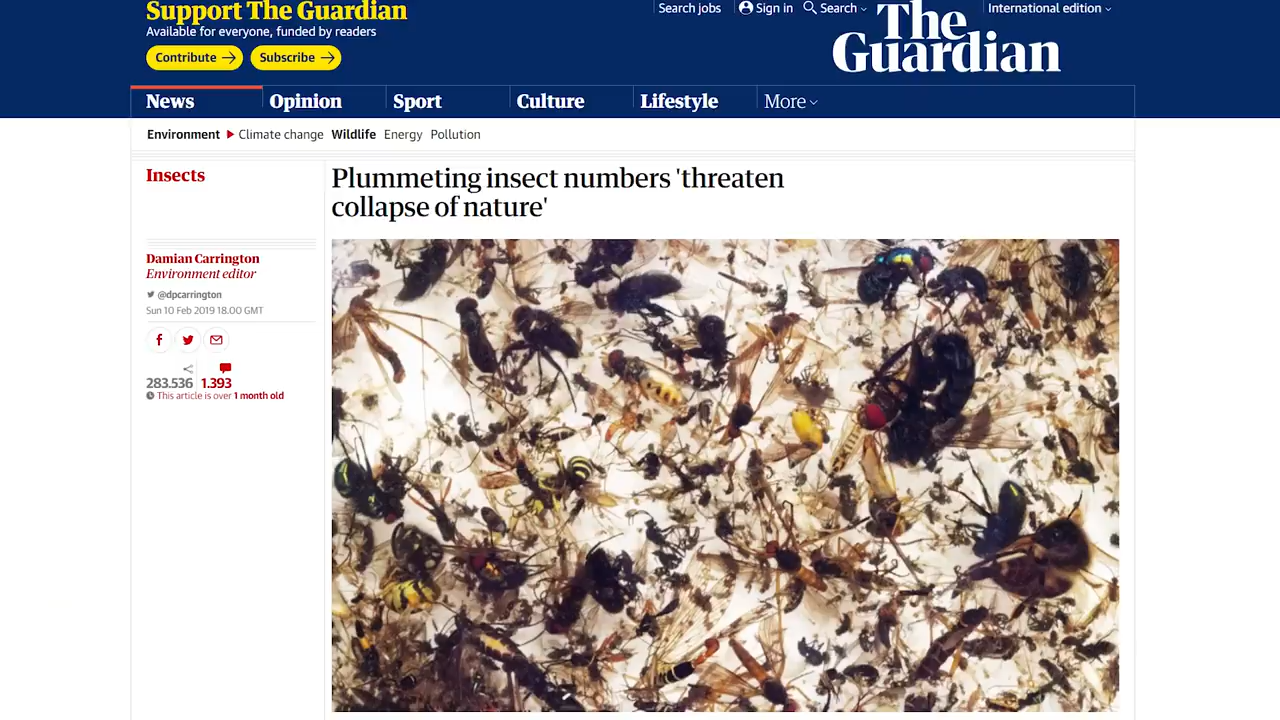 Support The Guardian
Available for everyone, funded by readers
Contribute
Subscribe
Search jobs
Sign in
Search
International edition
The
Guardian
News
Opinion
Sport
Culture
Lifestyle
More
Environment
Climate change
Wildlife
Energy
Pollution
Insects
Plummeting insect numbers 'threaten
collapse of nature'
Damian Carrington
Environment editor
@dpcarrington
Sun 10 Feb 2019 18.00 GMT
283.536
1.393
This article is over 1 month old